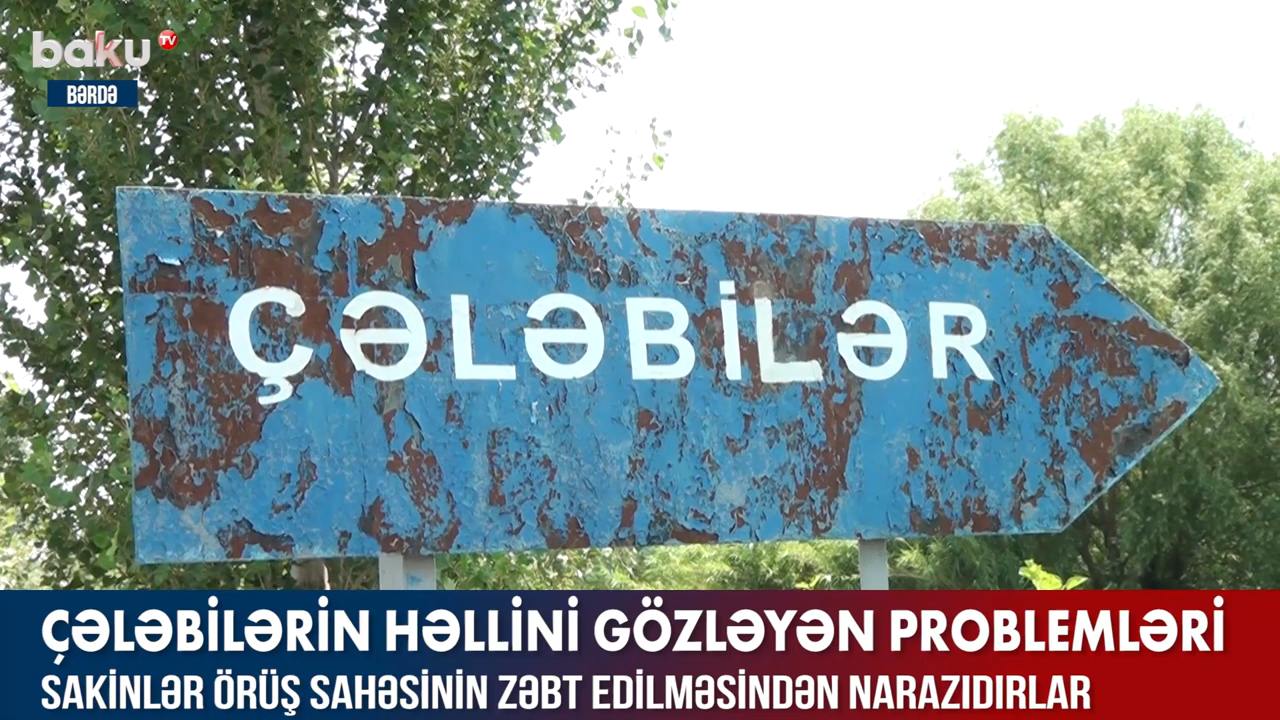 baku TV
BƏRDƏ
ÇƏLƏBİLƏR
ÇƏLƏBİLƏRİN HƏLLİNİ GÖZLƏYƏN PROBLEMLƏRİ
SAKİNLƏR ÖRÜŞ SAHƏSİNİN ZƏBT EDİLMƏSİNDƏN NARAZIDIRLAR